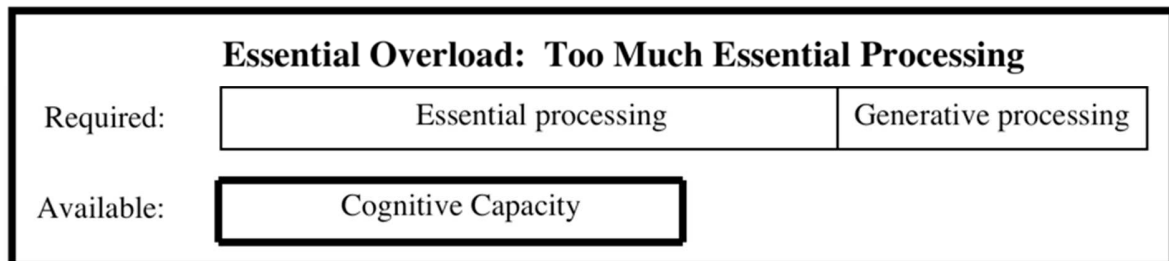 Essential Overload:  Too Much Essential Processing
Required: Essential processing Generative processing
Available: Cognitive Capacity